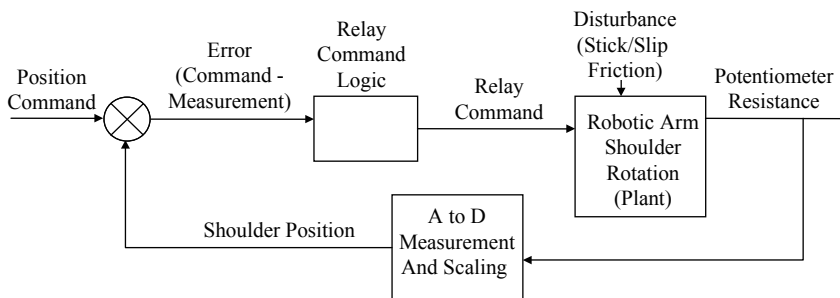 Position
Command
Error
(Command -
Measurement)
Relay
Command
Logic
Relay
Command
Disturbance
(Stick/Slip
Friction)
Robotic Arm
Shoulder
Rotation
(Plant)
Potentiometer
Resistance
Shoulder Position
A to D
Measurement
And Scaling